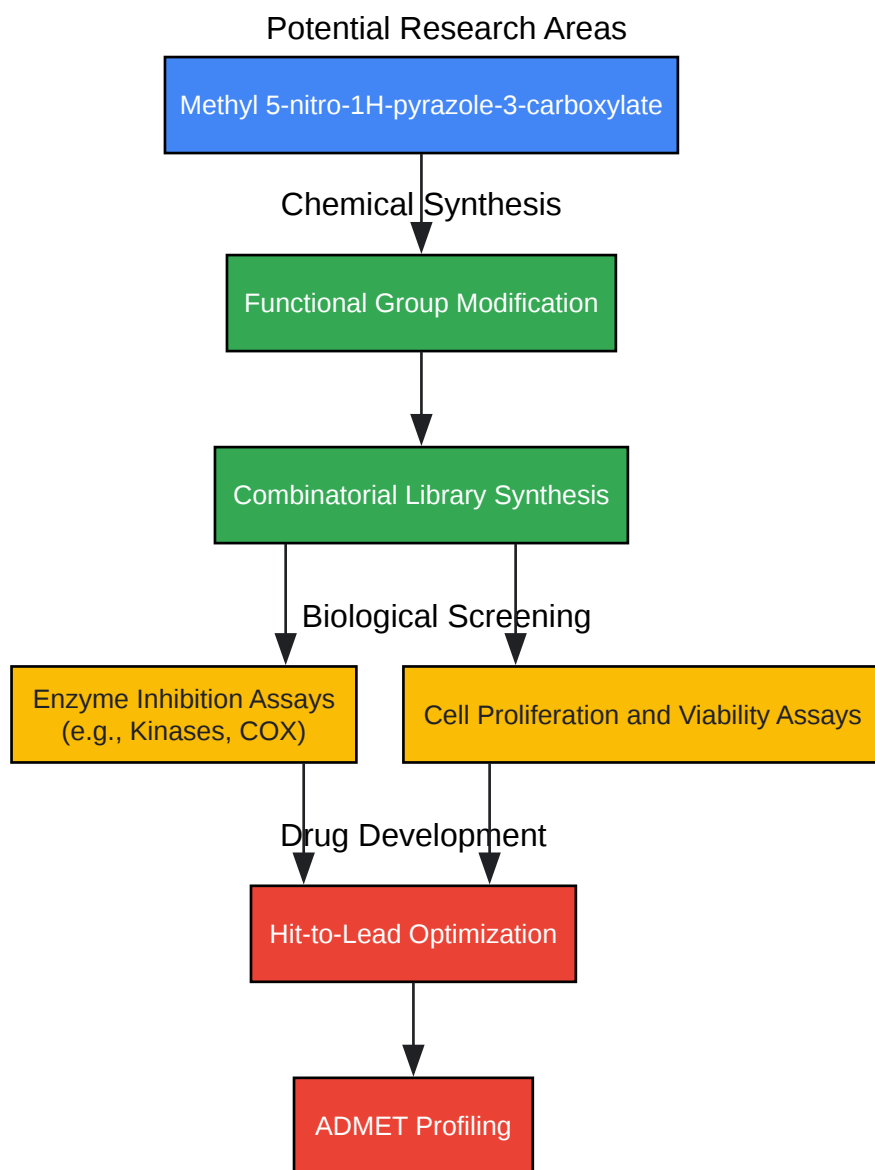 Potential Research Areas
Methyl 5-nitro-1H-pyrazole-3-carboxylate
Chemical Synthesis
Functional Group Modification
Combinatorial Library Synthesis
Biological Screening
Enzyme Inhibition Assays
(e.g., Kinases, COX)
Cell Proliferation and Viability Assays
Drug Development
Hit-to-Lead Optimization
ADMET Profiling